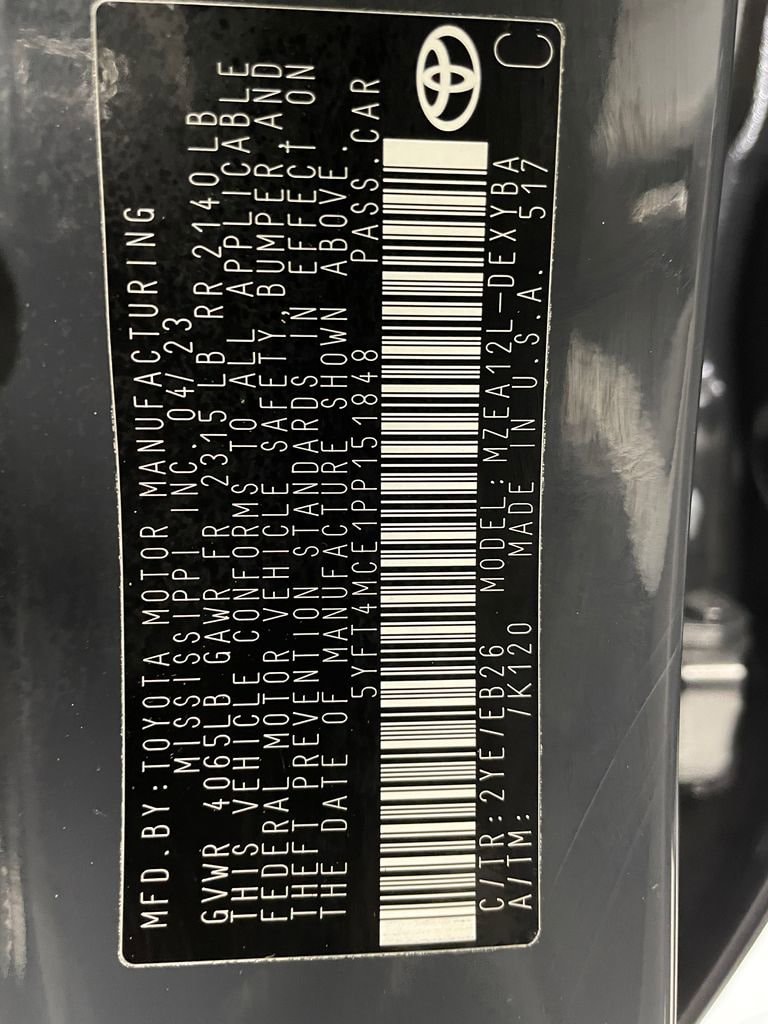 MFD.BY:TOYOTA MOTOR MANUFACTURING
MISSISSIPPI INC 04/23
GVWR 4065LB GAWR FR 2315 LB RR 2140LB
THIS VEHICLE CONFORMS TO ALL APPLICABLE
FEDERAL MOTOR VEHICLE SAFETY, BUMPER, AND
THEFT PREVENTION STANDARDS IN EFFECT ON
THE DATE OF MANUFACTURE SHOWN ABOVE.
5YFT4MCE1PP151848 PASS.CAR
C/TR:2YE/EB26 MODEL:MZEA12L-DEXYBA
A/TM: /K120 MADE IN U.S.A. 517
C